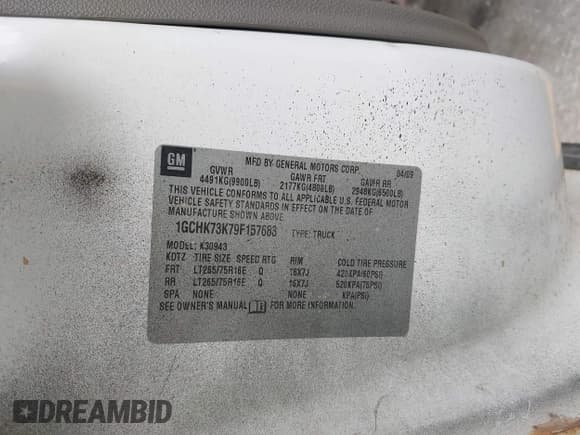 GM
MFD BY GENERAL MOTORS CORP.
04/09
GVWR GAWR FRT GAWR RR
4491KG(9900LB) 2177KG(4800LB) 2948KG(6500LB)
THIS VEHICLE CONFORMS TO ALL APPLICABLE U.S. FEDERAL MOTOR
VEHICLE SAFETY STANDARDS IN EFFECT ON THE DATE OF
MANUFACTURE SHOWN ABOVE.
1GCHK73K79F157683 TYPE: TRUCK
MODEL: K30943
KDTZ TIRE SIZE SPEED RTG RIM COLD TIRE PRESSURE
FRT LT265/75R16E Q 16X7J 420KPA(60PSI)
RR LT265/75R16E Q 16X7J 520KPA(75PSI)
SPA NONE NONE KPA(PSI)
SEE OWNER'S MANUAL FOR MORE INFORMATION.
DREAMBID